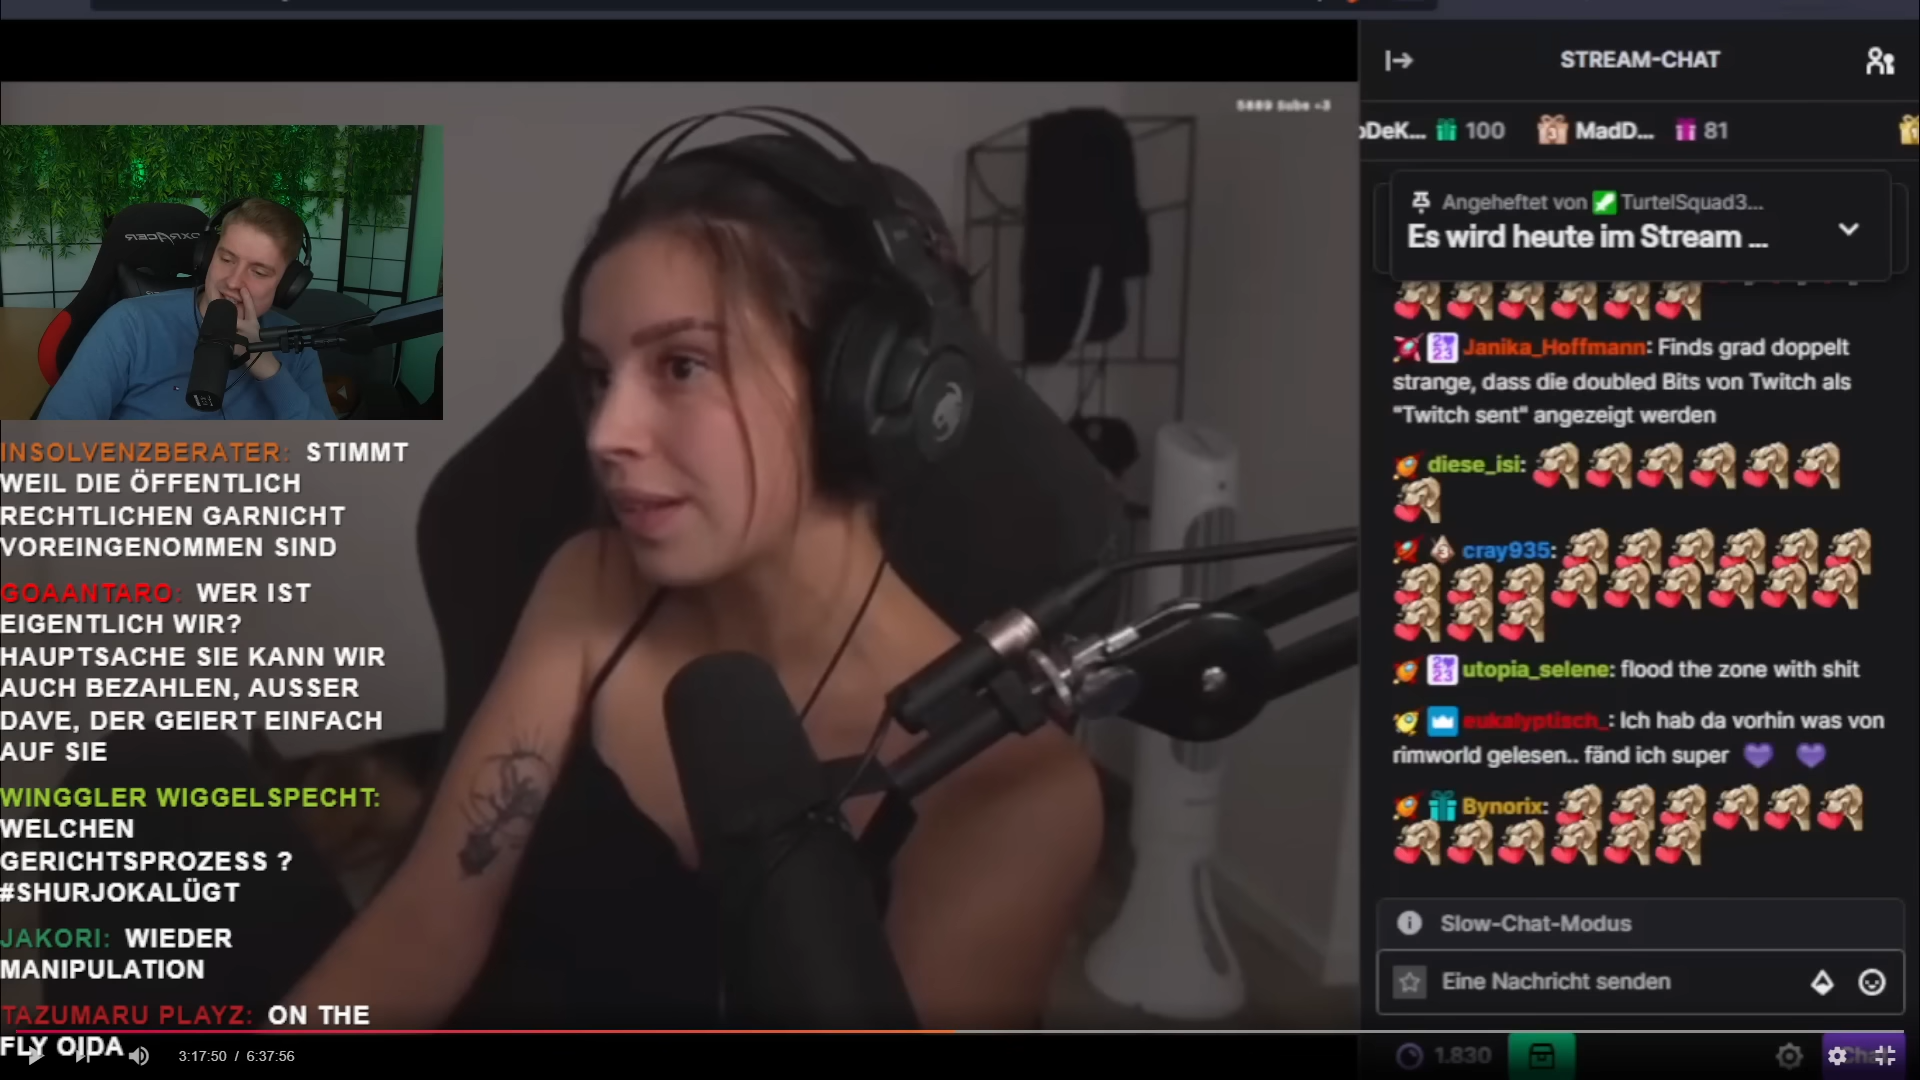 5889 Subs +3
INSOLVENZBERATER: STIMMT
WEIL DIE ÖFFENTLICH
RECHTLICHEN GARNICHT
VOREINGENOMMEN SIND
GOAANTARO: WER IST
EIGENTLICH WIR?
HAUPTSACHE SIE KANN WIR
AUCH BEZAHLEN, AUSSER
DAVE, DER GEIERT EINFACH
AUF SIE
WINGGLER WIGGELSPECHT:
WELCHEN
GERICHTSPROZESS ?
#SHURJOKALÜGT
JAKORI: WIEDER
MANIPULATION
TAZUMARU PLAYZ: ON THE
FLY OIDA
3:17:50 / 6:37:56
STREAM-CHAT
DeK... 100 MadD... 81
Angeheftet von TurtelSquad3...
Es wird heute im Stream ...
Janika_Hoffmann: Finds grad doppelt
strange, dass die doubled Bits von Twitch als
"Twitch sent" angezeigt werden
diese_isi:
cray935:
utopia_selene: flood the zone with shit
eukalyptisch_: Ich hab da vorhin was von
rimworld gelesen.. fänd ich super
Bynorix:
Slow-Chat-Modus
Eine Nachricht senden
1.830